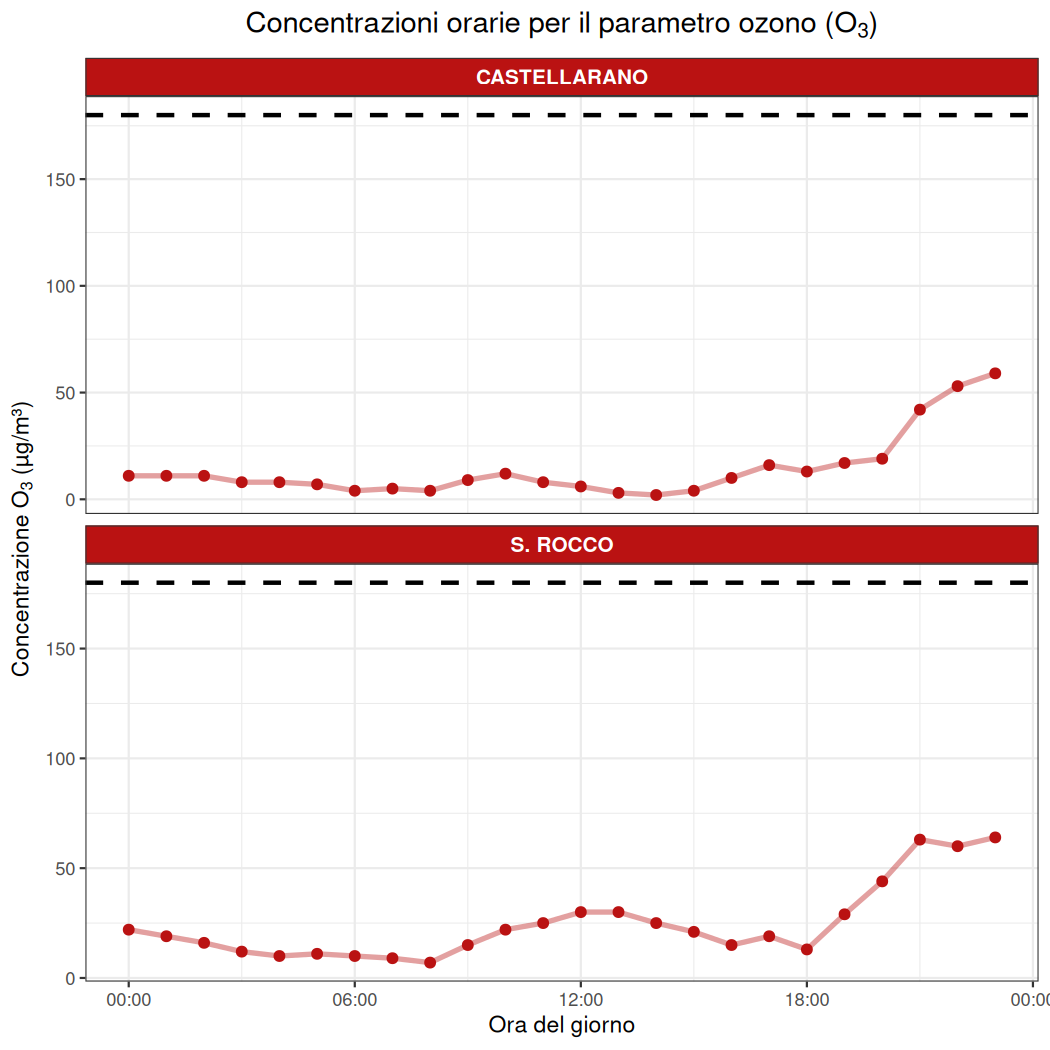 Concentrazioni orarie per il parametro ozono (O₃)
CASTELLARANO
150
100
50
0
Concentrazione O₃ (µg/m³)
S. ROCCO
150
100
50
0
00:00 06:00 12:00 18:00 00:0
Ora del giorno